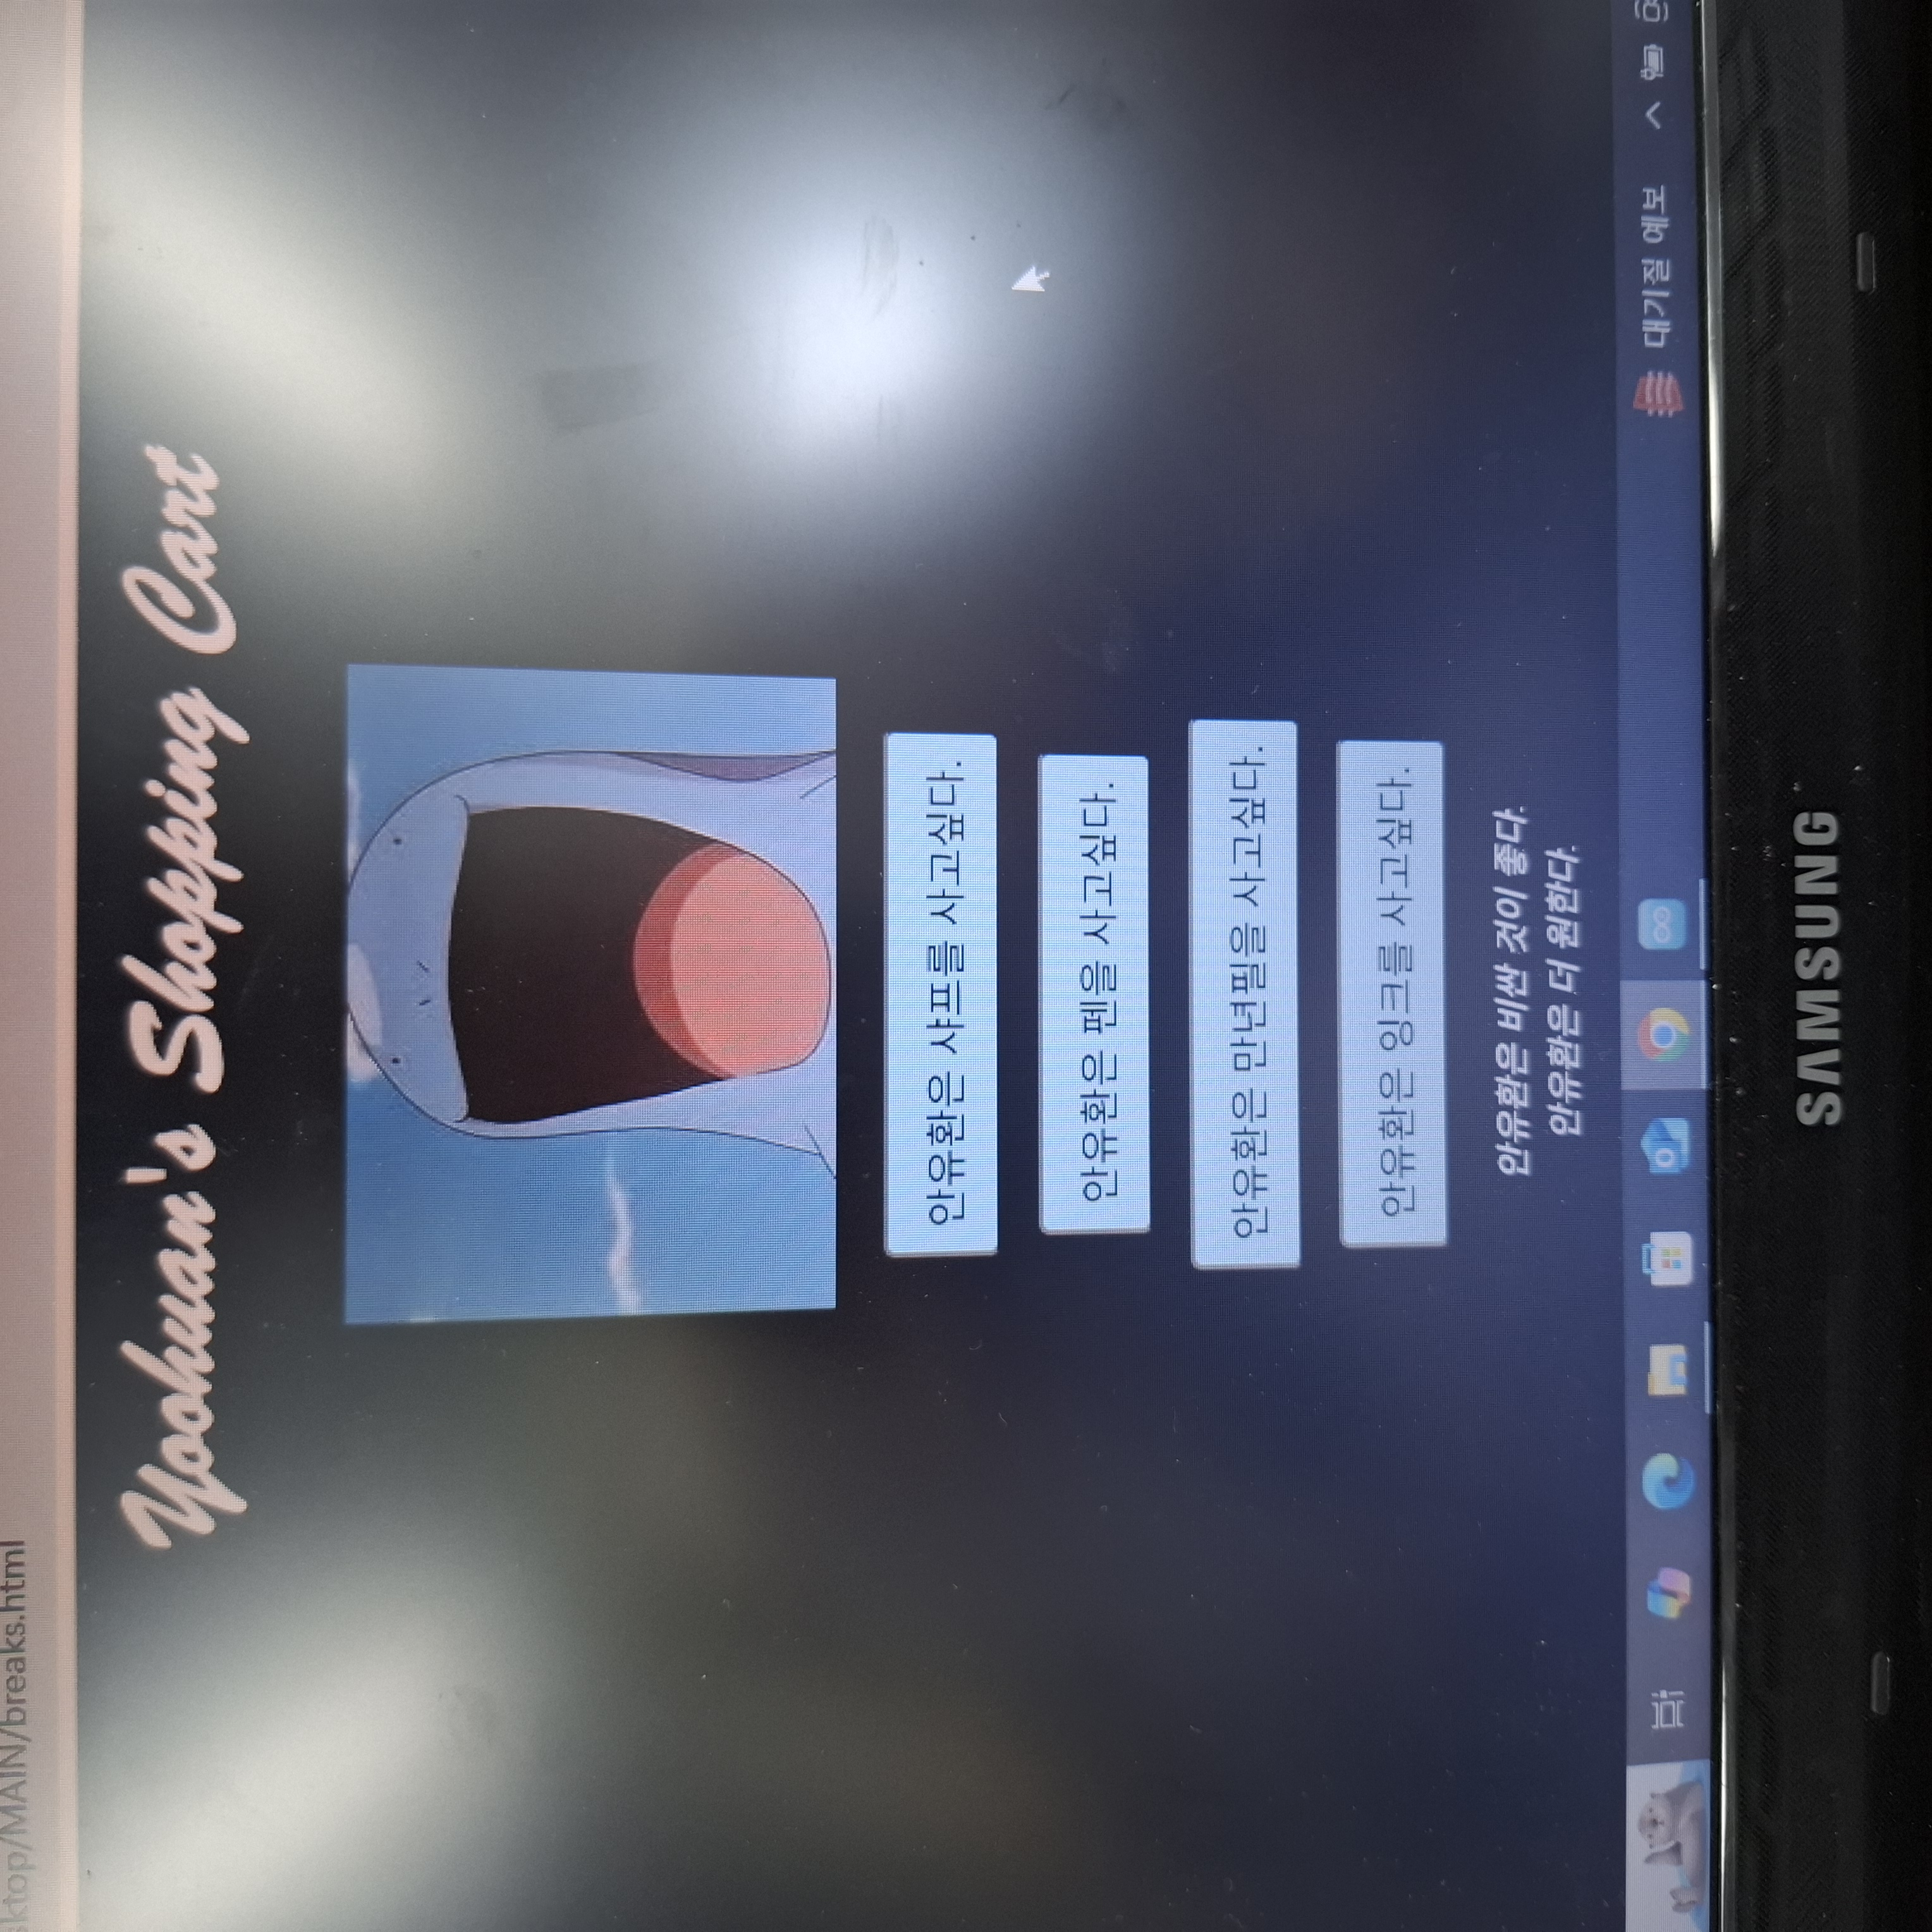 sktop/MAIN/breaks.html
Yoohuan's Shopping Cart
안유환은 샤프를 사고싶다.
안유환은 펜을 사고싶다.
안유환은 만년필을 사고싶다.
안유환은 잉크를 사고싶다.
안유환은 비싼 것이 좋다.
안유환은 더 원한다.
대기질 예보
SAMSUNG